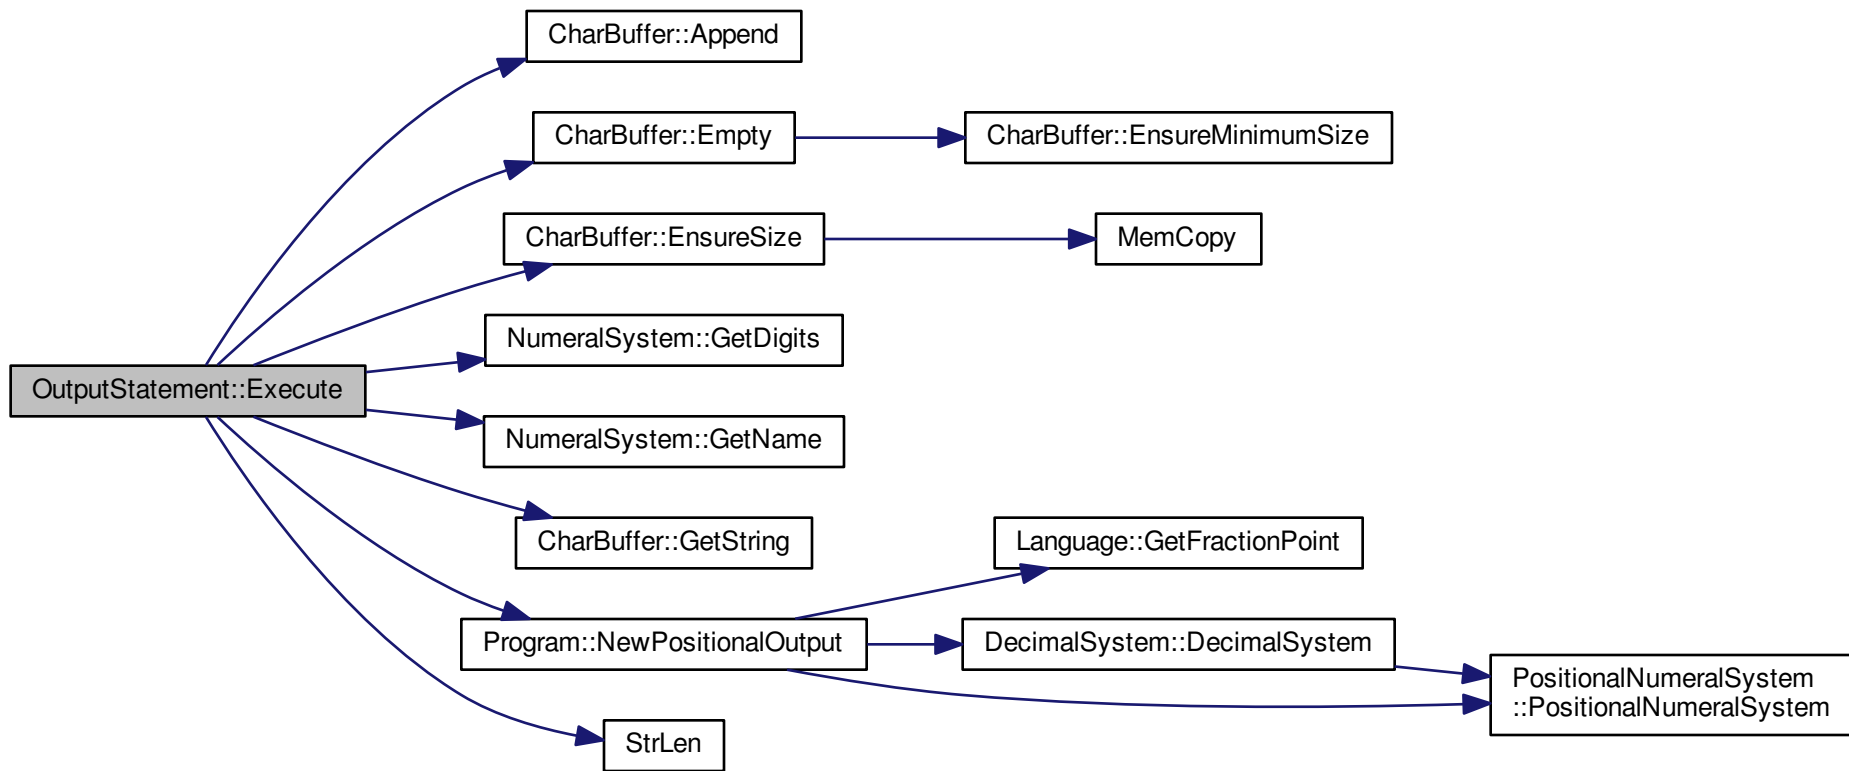 CharBuffer::Append
CharBuffer::Empty
CharBuffer::EnsureMinimumSize
CharBuffer::EnsureSize
MemCopy
NumeralSystem::GetDigits
OutputStatement::Execute
NumeralSystem::GetName
CharBuffer::GetString
Language::GetFractionPoint
Program::NewPositionalOutput
DecimalSystem::DecimalSystem
PositionalNumeralSystem
::PositionalNumeralSystem
StrLen